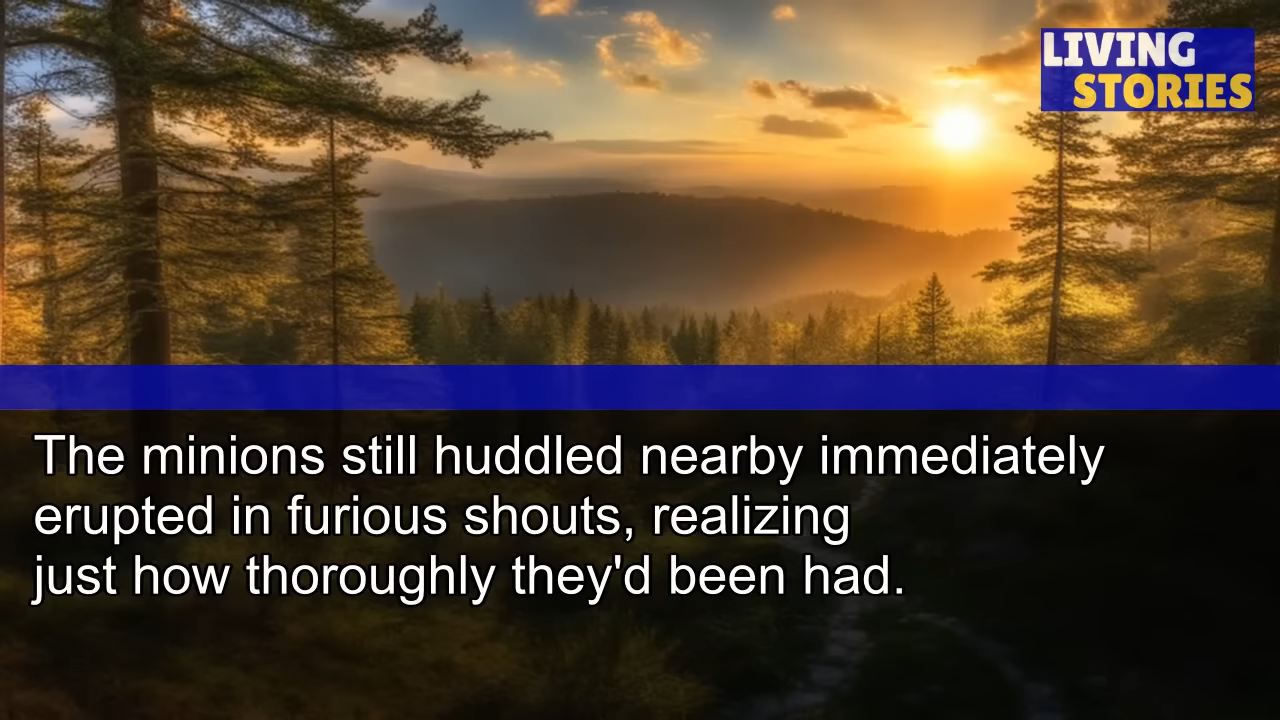 LIVING
STORIES
The minions still huddled nearby immediately
erupted in furious shouts, realizing
just how thoroughly they'd been had.